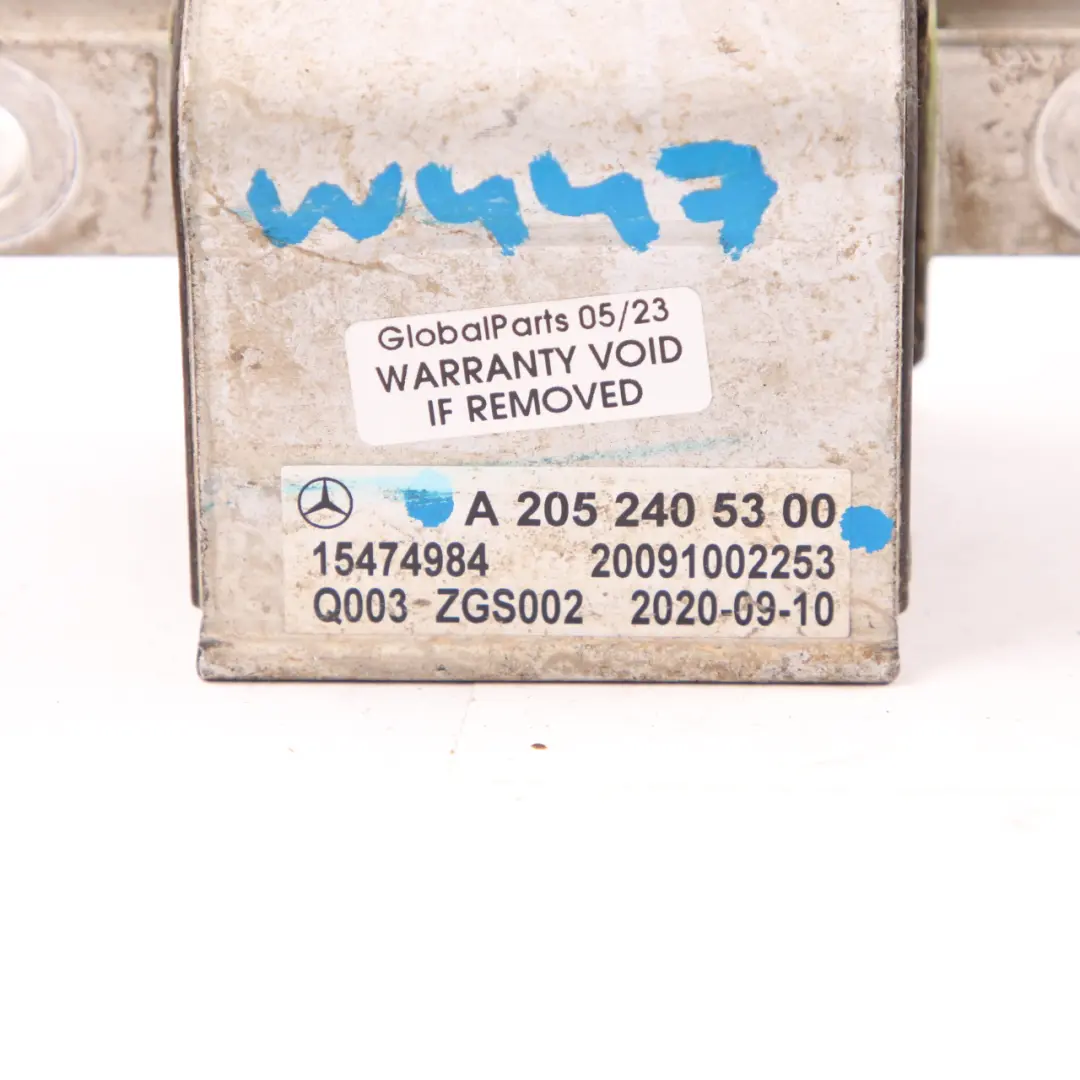 W447
GlobalParts 05/23
WARRANTY VOID
IF REMOVED
A 205 240 53 00
15474984 20091002253
Q003 ZGS002 2020-09-10